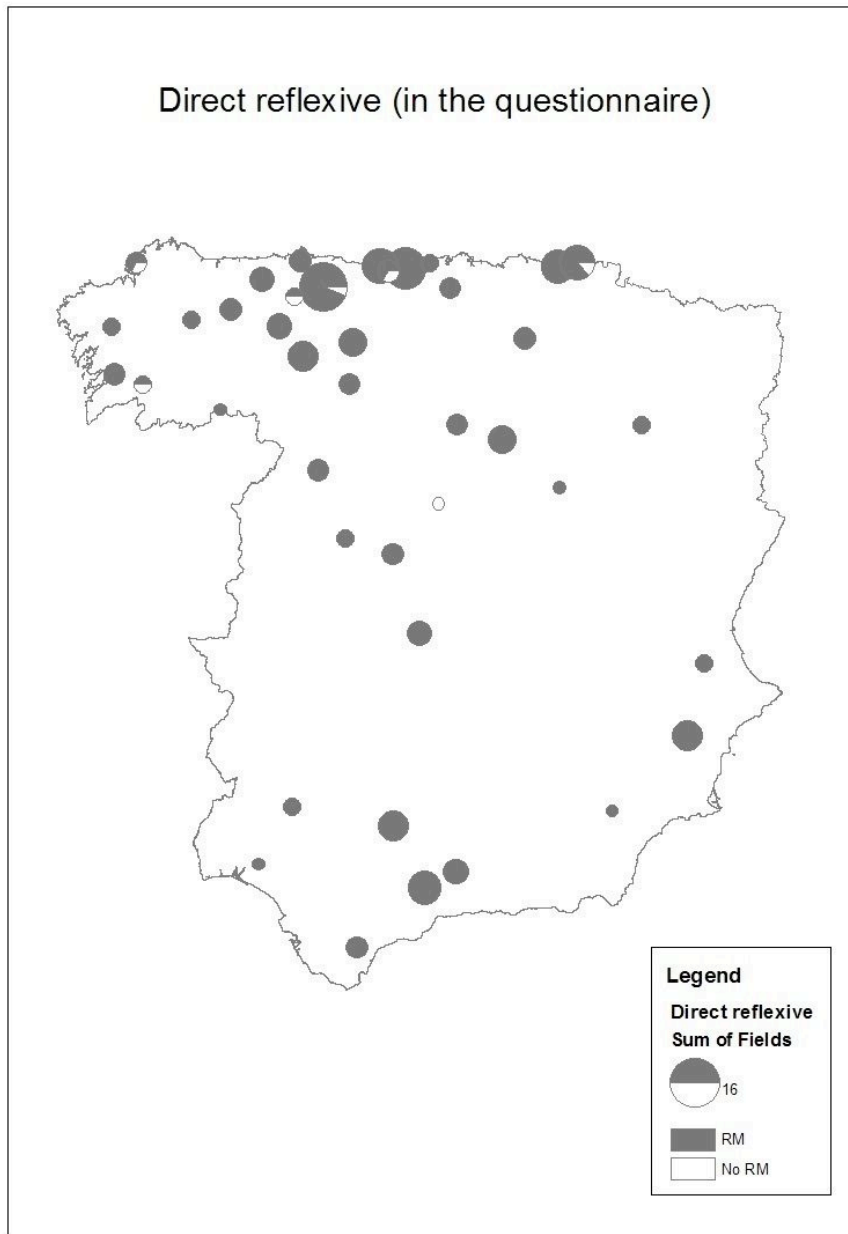 Direct reflexive (in the questionnaire)
Legend
Direct reflexive
Sum of Fields
16
RM
No RM